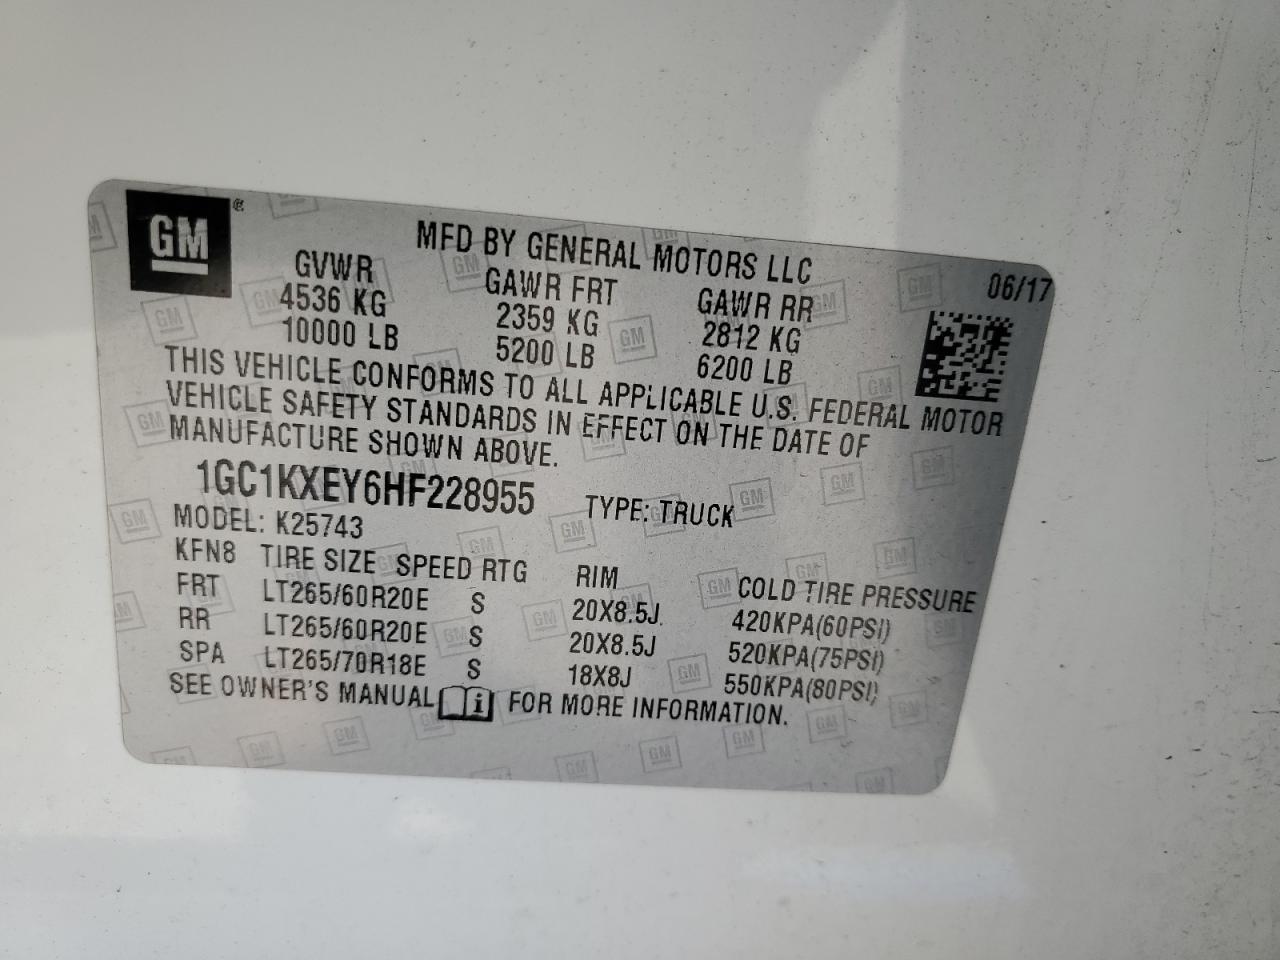 GM ®
MFD BY GENERAL MOTORS LLC
06/17
GVWR GAWR FRT GAWR RR
4536 KG 2359 KG 2812 KG
10000 LB 5200 LB 6200 LB
THIS VEHICLE CONFORMS TO ALL APPLICABLE U.S. FEDERAL MOTOR
VEHICLE SAFETY STANDARDS IN EFFECT ON THE DATE OF
MANUFACTURE SHOWN ABOVE.
1GC1KXEY6HF228955 TYPE: TRUCK
MODEL: K25743
KFN8 TIRE SIZE SPEED RTG RIM COLD TIRE PRESSURE
FRT LT265/60R20E S 20X8.5J 420KPA(60PSI)
RR LT265/60R20E S 20X8.5J 520KPA(75PSI)
SPA LT265/70R18E S 18X8J 550KPA(80PSI)
SEE OWNER'S MANUAL i FOR MORE INFORMATION.